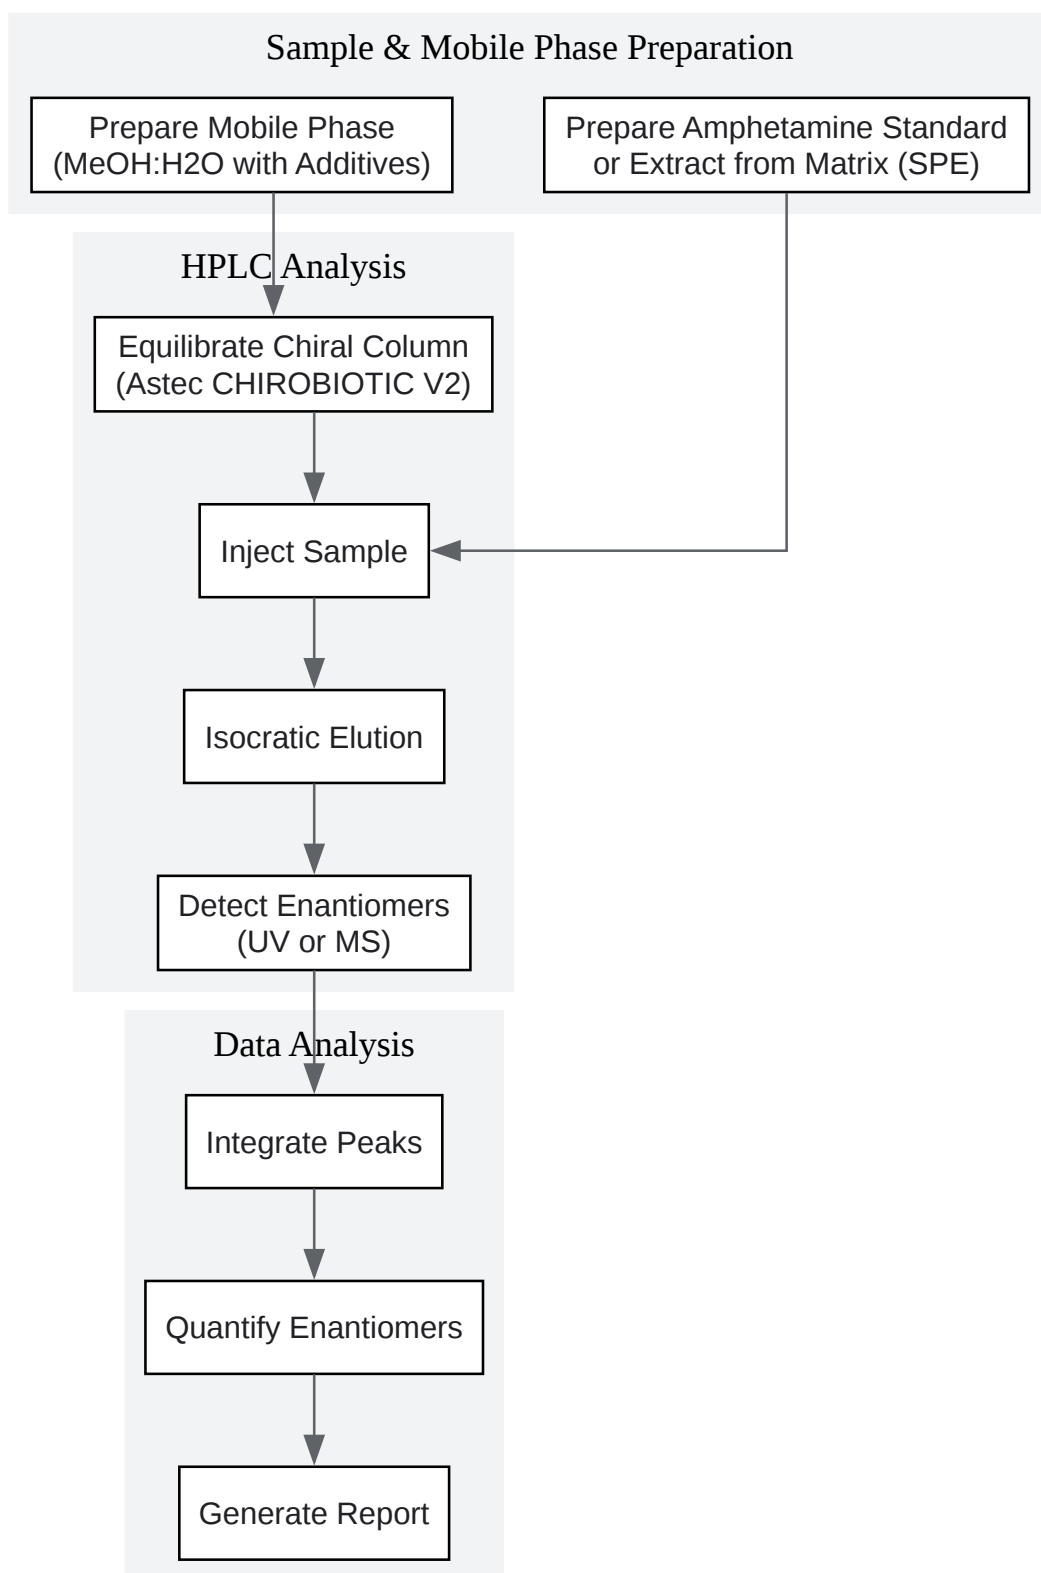 Sample & Mobile Phase Preparation
Prepare Mobile Phase
(MeOH:H2O with Additives)
Prepare Amphetamine Standard
or Extract from Matrix (SPE)
HPLC Analysis
Equilibrate Chiral Column
(Astec CHIROBIOTIC V2)
Inject Sample
Isocratic Elution
Detect Enantiomers
(UV or MS)
Data Analysis
Integrate Peaks
Quantify Enantiomers
Generate Report